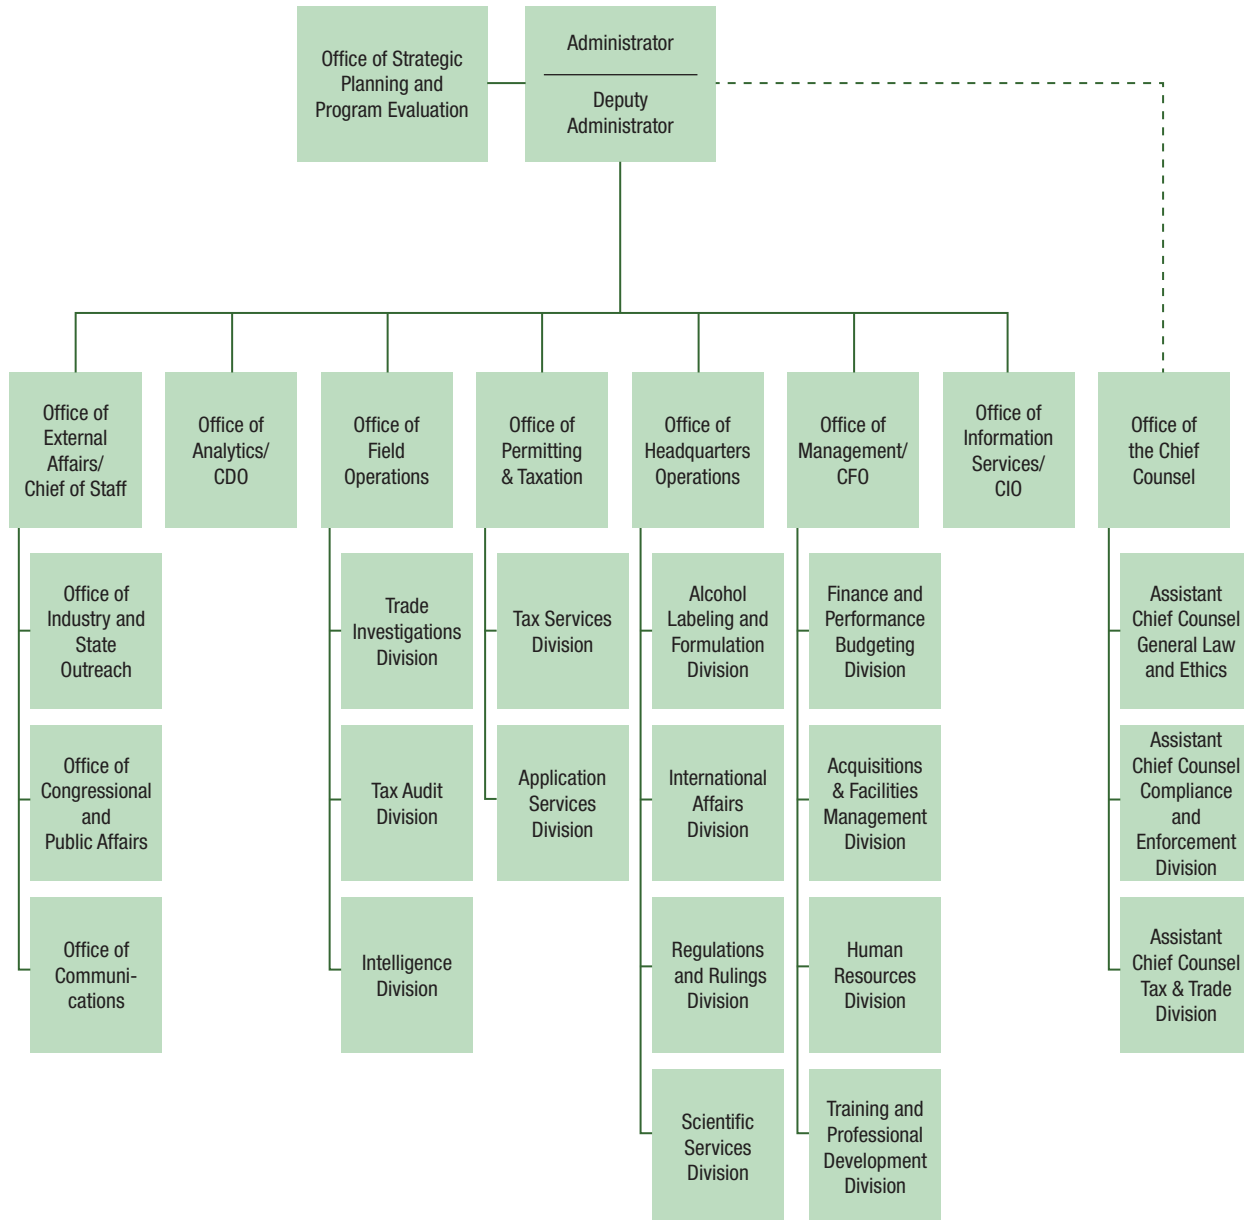 Office of Strategic
Planning and
Program Evaluation
Administrator
Deputy
Administrator
Office of
External
Affairs/
Chief of Staff
Office of
Analytics/
CDO
Office of
Field
Operations
Office of
Permitting
& Taxation
Office of
Headquarters
Operations
Office of
Management/
CFO
Office of
Information
Services/
CIO
Office of
the Chief
Counsel
Office of
Industry and
State
Outreach
Trade
Investigations
Division
Tax Services
Division
Alcohol
Labeling and
Formulation
Division
Finance and
Performance
Budgeting
Division
Assistant
Chief Counsel
General Law
and Ethics
Office of
Congressional
and
Public Affairs
Tax Audit
Division
Application
Services
Division
International
Affairs
Division
Acquisitions
& Facilities
Management
Division
Assistant
Chief Counsel
Compliance
and
Enforcement
Division
Office of
Communi-
cations
Intelligence
Division
Regulations
and Rulings
Division
Human
Resources
Division
Assistant
Chief Counsel
Tax & Trade
Division
Scientific
Services
Division
Training and
Professional
Development
Division